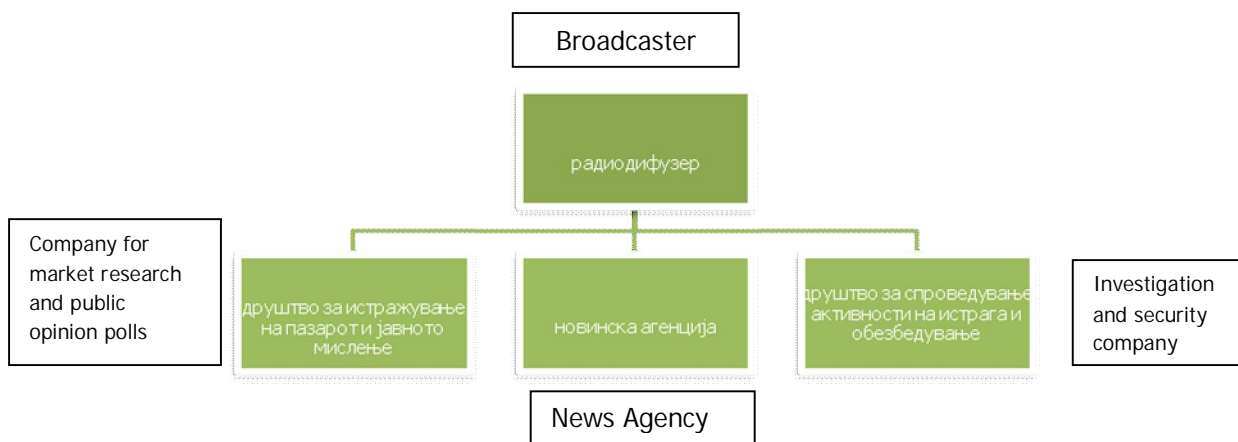 Broadcaster
радиодифузер
Company for
market research
and public
opinion polls
друштво за истражување
на пазарот и јавното
мислење
новинска агенција
друштво за спроведување
активности на истрага и
обезбедување
Investigation
and security
company
News Agency